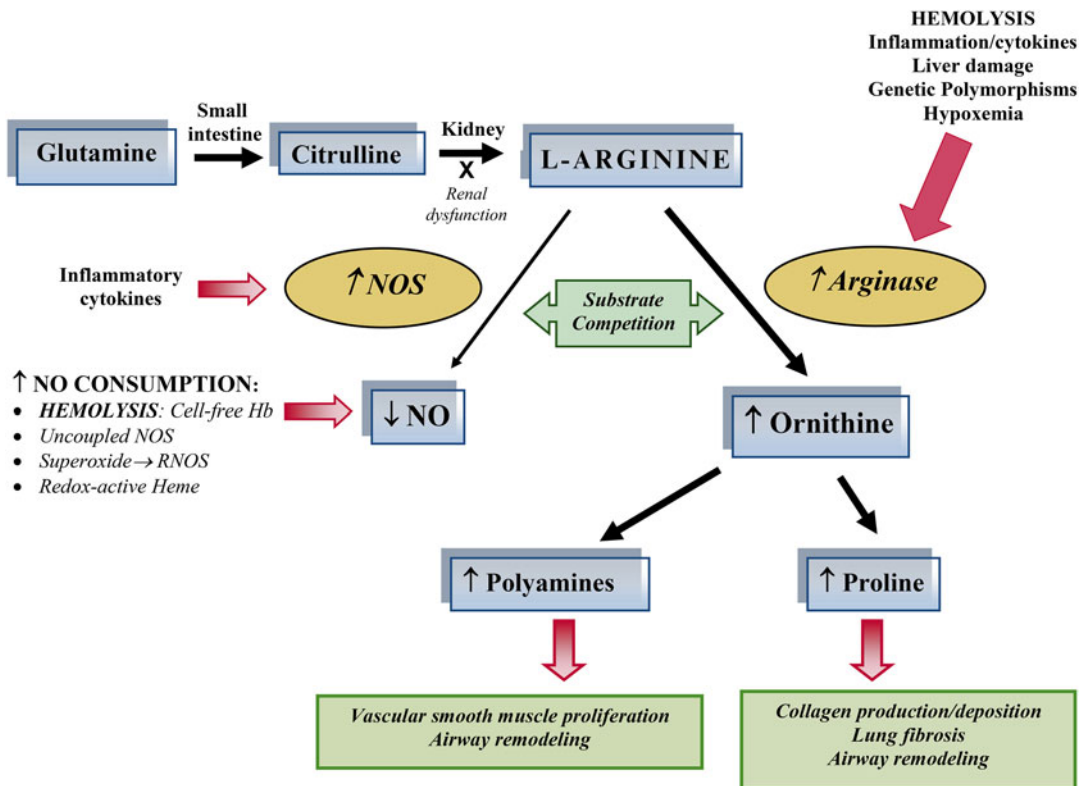 HEMOLYSIS
Inflammation/cytokines
Liver damage
Genetic Polymorphisms
Hypoxemia
Small
intestine
Kidney
Glutamine
Citrulline
L-ARGININE
X
Renal
dysfunction
Inflammatory
cytokines
↑NOS
Substrate
Competition
↑ Arginase
↑ NO CONSUMPTION:
• HEMOLYSIS: Cell-free Hb
• Uncoupled NOS
• Superoxide→ RNOS
• Redox-active Heme
↓ NO
↑ Ornithine
↑ Polyamines
↑ Proline
Vascular smooth muscle proliferation
Airway remodeling
Collagen production/deposition
Lung fibrosis
Airway remodeling